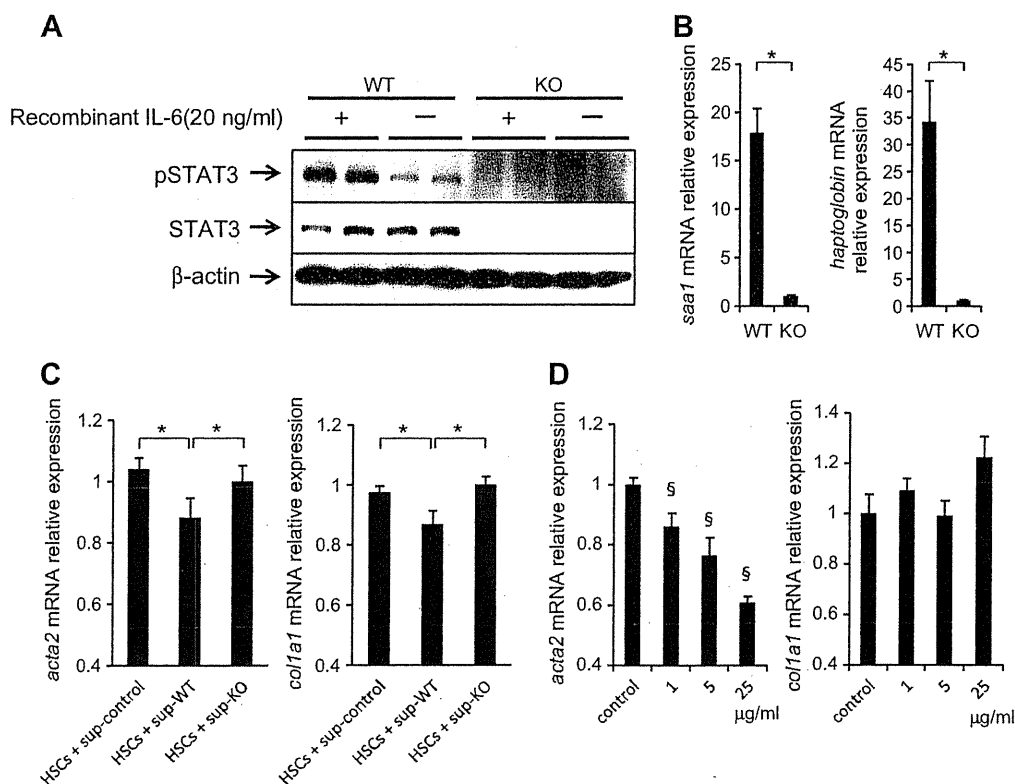 A
WT KO
Recombinant IL-6(20 ng/ml) + — + —
pSTAT3
STAT3
β-actin
B
saa1 mRNA relative expression
25
20
15
10
5
0
*
WT KO
haptoglobin mRNA
relative expression
45
40
35
30
25
20
15
10
5
0
*
WT KO
C
acta2 mRNA relative expression
1.2
1
0.8
0.6
0.4
* *
HSCs + sup-control
HSCs + sup-WT
HSCs + sup-KO
col1a1 mRNA relative expression
1.2
1
0.8
0.6
0.4
* *
HSCs + sup-control
HSCs + sup-WT
HSCs + sup-KO
D
acta2 mRNA relative expression
1.2
1
0.8
0.6
0.4
§ § §
control 1 5 25
μg/ml
col1a1 mRNA relative expression
1.4
1.2
1
0.8
0.6
0.4
control 1 5 25
μg/ml